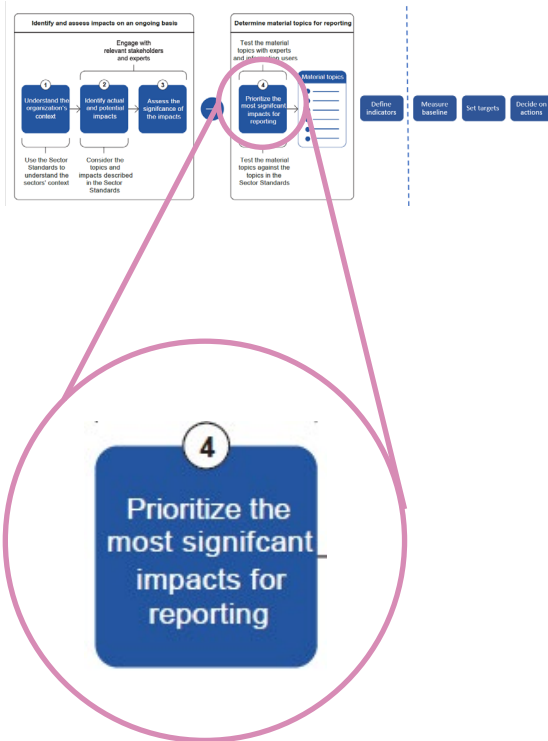 Identify and assess impacts on an ongoing basis
Engage with
relevant stakeholders
and experts
1
Understand the
organization's
context
2
Identify actual
and potential
impacts
3
Assess the
signifcance of
the impacts
Use the Sector
Standards to
understand the
sectors' context
Consider the
topics and
impacts described
in the Sector
Standards
Determine material topics for reporting
Test the material
topics with experts
and information users
4
Prioritize the
most signifcant
impacts for
reporting
Material topics
Test the material
topics against the
topics in the
Sector Standards
Define
indicators
Measure
baseline
Set targets
Decide on
actions
4
Prioritize the
most signifcant
impacts for
reporting